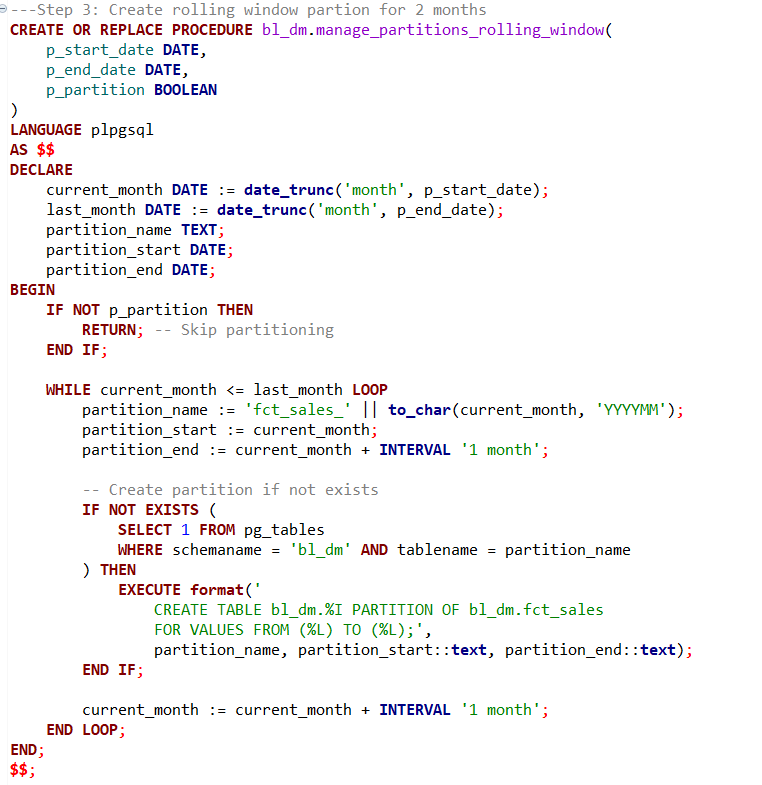 ---Step 3: Create rolling window partion for 2 months
CREATE OR REPLACE PROCEDURE bl_dm.manage_partitions_rolling_window(
    p_start_date DATE,
    p_end_date DATE,
    p_partition BOOLEAN
)
LANGUAGE plpgsql
AS $$
DECLARE
    current_month DATE := date_trunc('month', p_start_date);
    last_month DATE := date_trunc('month', p_end_date);
    partition_name TEXT;
    partition_start DATE;
    partition_end DATE;
BEGIN
    IF NOT p_partition THEN
        RETURN; -- Skip partitioning
    END IF;

    WHILE current_month <= last_month LOOP
        partition_name := 'fct_sales_' || to_char(current_month, 'YYYYMM');
        partition_start := current_month;
        partition_end := current_month + INTERVAL '1 month';

        -- Create partition if not exists
        IF NOT EXISTS (
            SELECT 1 FROM pg_tables
            WHERE schemaname = 'bl_dm' AND tablename = partition_name
        ) THEN
            EXECUTE format('
                CREATE TABLE bl_dm.%I PARTITION OF bl_dm.fct_sales
                FOR VALUES FROM (%L) TO (%L);',
                partition_name, partition_start::text, partition_end::text);
        END IF;

        current_month := current_month + INTERVAL '1 month';
    END LOOP;
END;
$$;